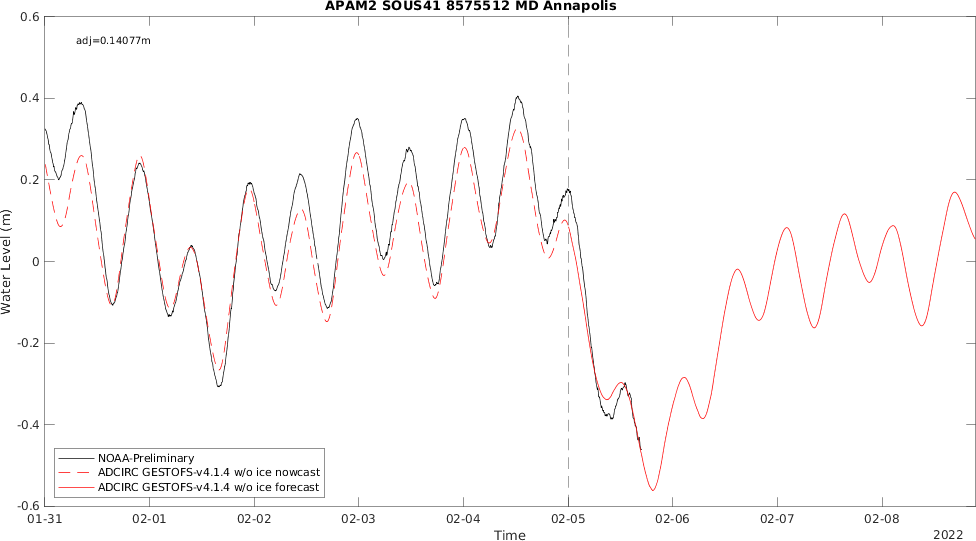 APAM2 SOUS41 8575512 MD Annapolis
0.6
adj=0.14077m
0.4
0.2
0
-0.2
-0.4
-0.6
Water Level (m)
NOAA-Preliminary
ADCIRC GESTOFS-v4.1.4 w/o ice nowcast
ADCIRC GESTOFS-v4.1.4 w/o ice forecast
01-31 02-01 02-02 02-03 02-04 02-05 02-06 02-07 02-08
Time
2022